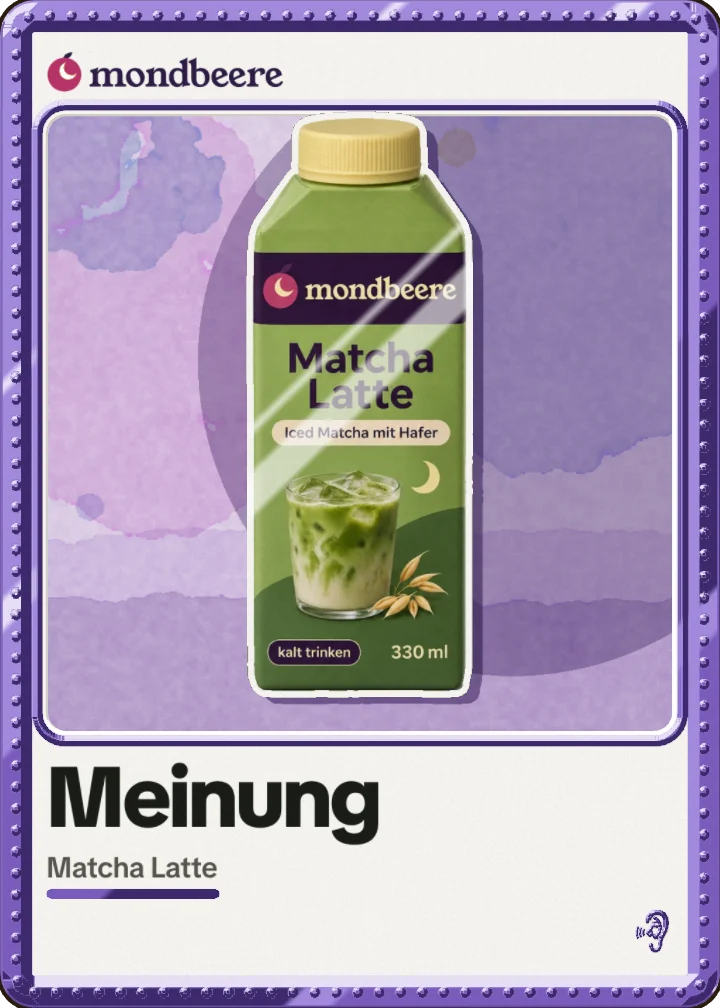 mondbeere
mondbeere
Matcha
Latte
Iced Matcha mit Hafer
kalt trinken
330 ml
Meinung
Matcha Latte